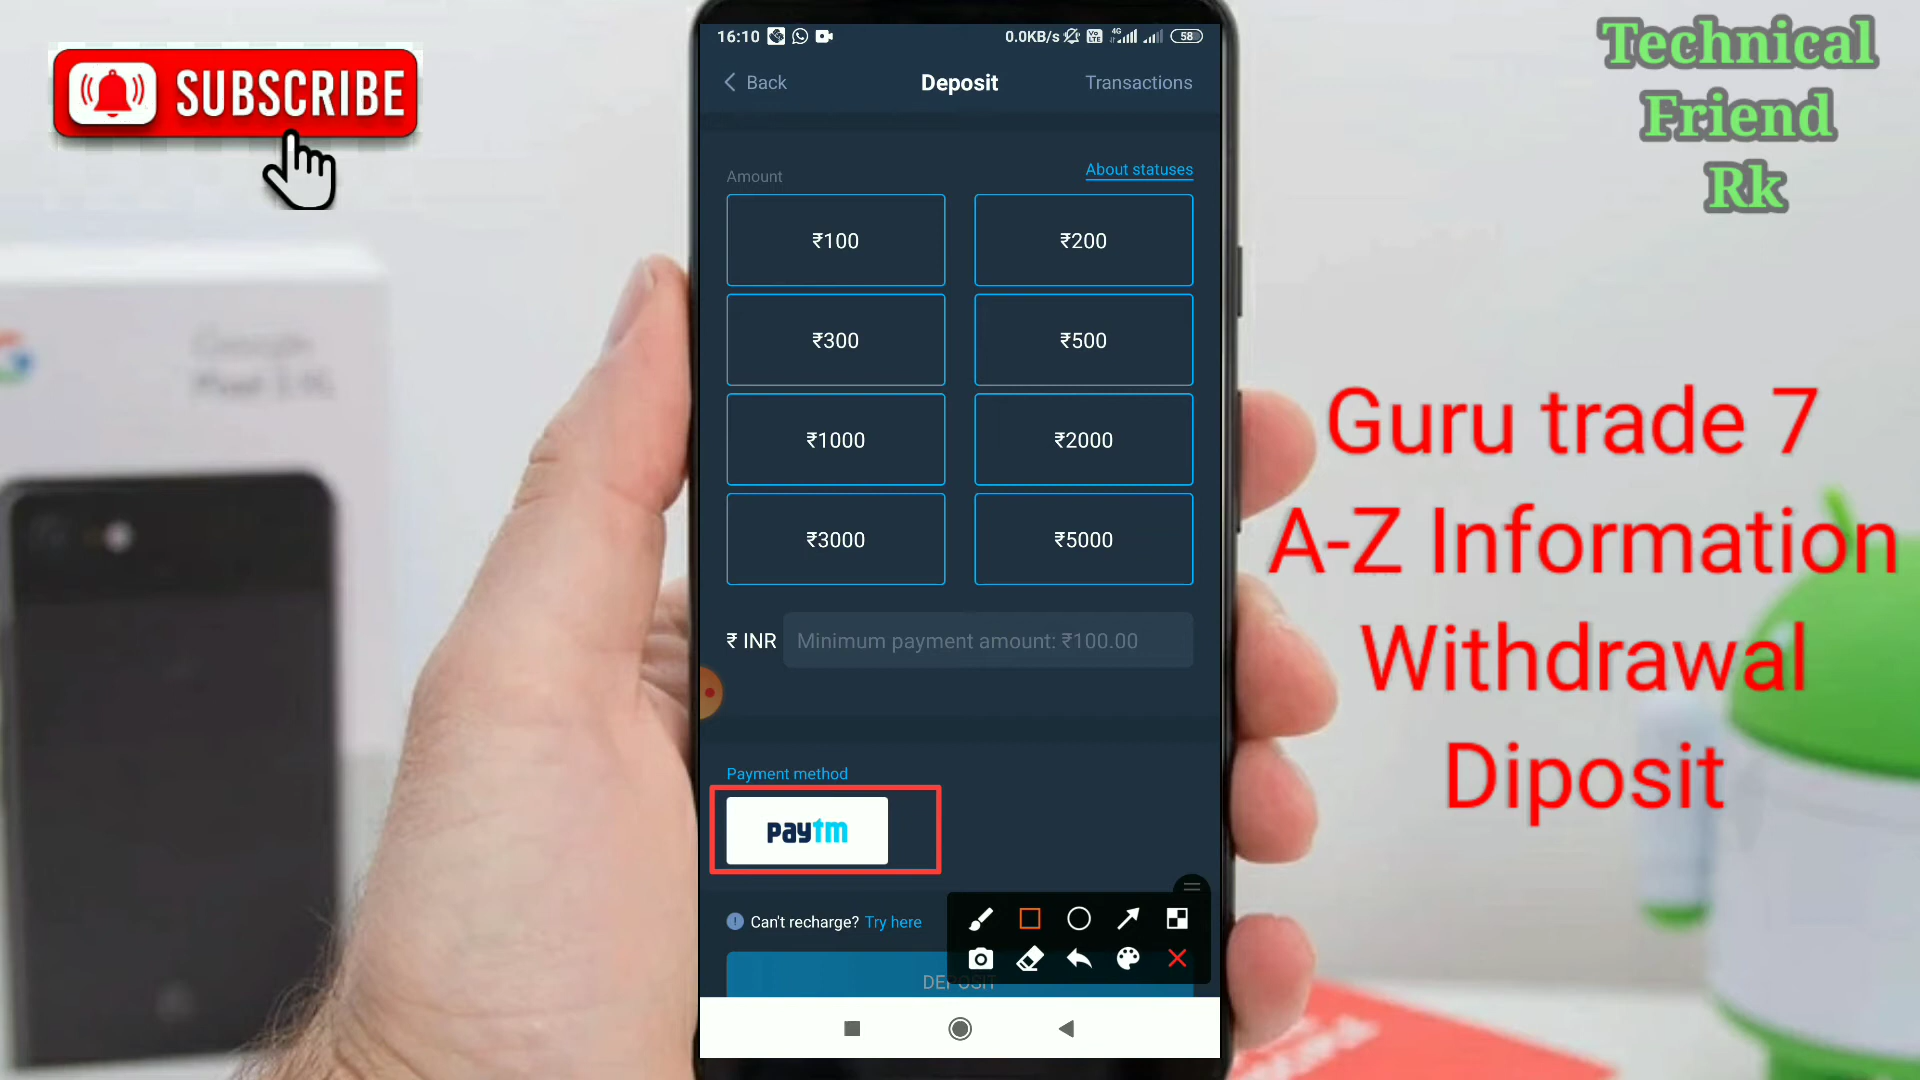 SUBSCRIBE
Technical
Friend
Rk
16:10
0.0KB/s
4G
58
Back
Deposit
Transactions
Amount
About statuses
₹100
₹200
₹300
₹500
₹1000
₹2000
₹3000
₹5000
₹ INR
Minimum payment amount: ₹100.00
Payment method
paytm
Can't recharge? Try here
DEPOSIT
Guru trade 7
A-Z Information
Withdrawal
Diposit